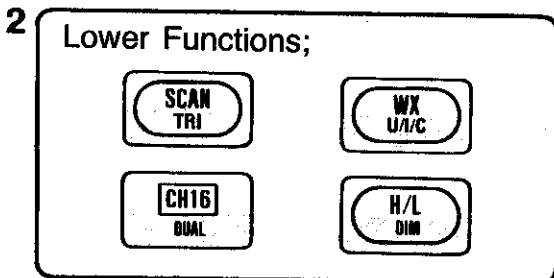 2
Lower Functions;
SCAN
TRI
WX
U/I/C
CH16
DUAL
H/L
DIM